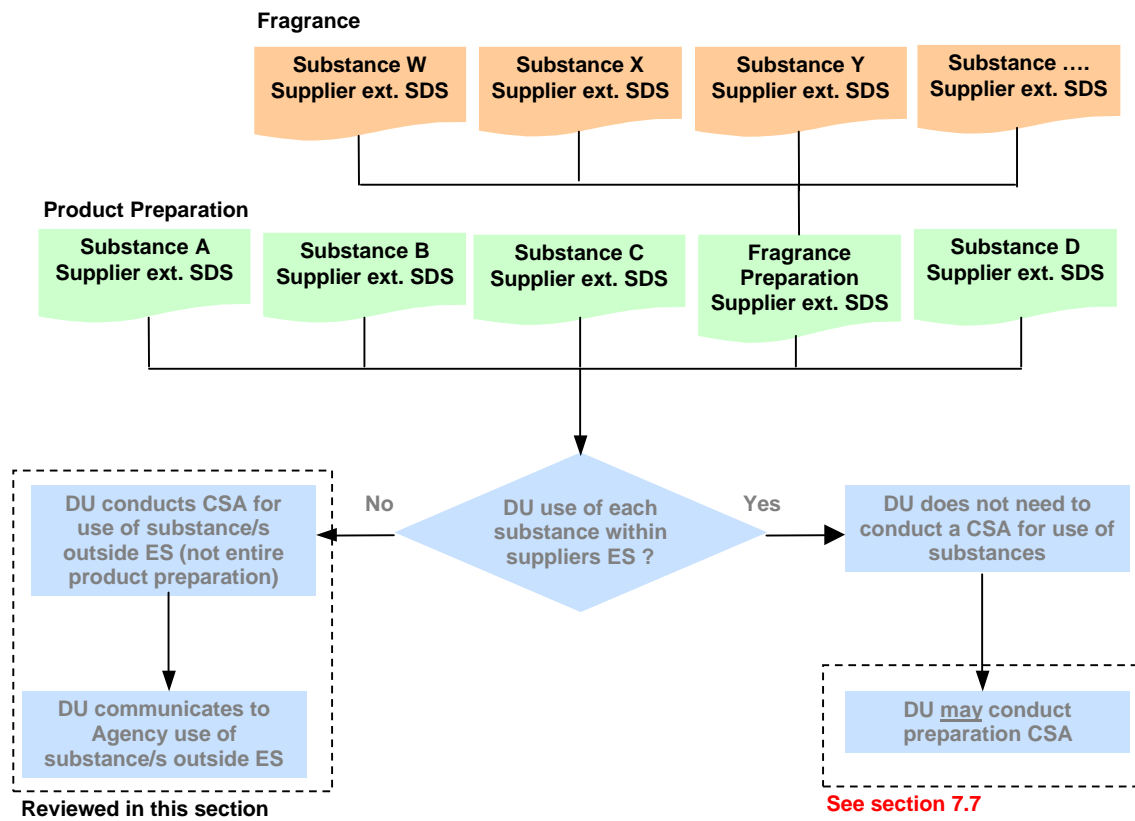 Fragrance
Substance W
Supplier ext. SDS
Substance X
Supplier ext. SDS
Substance Y
Supplier ext. SDS
Substance ....
Supplier ext. SDS
Product Preparation
Substance A
Supplier ext. SDS
Substance B
Supplier ext. SDS
Substance C
Supplier ext. SDS
Fragrance
Preparation
Supplier ext. SDS
Substance D
Supplier ext. SDS
DU conducts CSA for
use of substance/s
outside ES (not entire
product preparation)
No
DU use of each
substance within
suppliers ES ?
Yes
DU does not need to
conduct a CSA for use of
substances
DU communicates to
Agency use of
substance/s outside ES
DU may conduct
preparation CSA
Reviewed in this section
See section 7.7